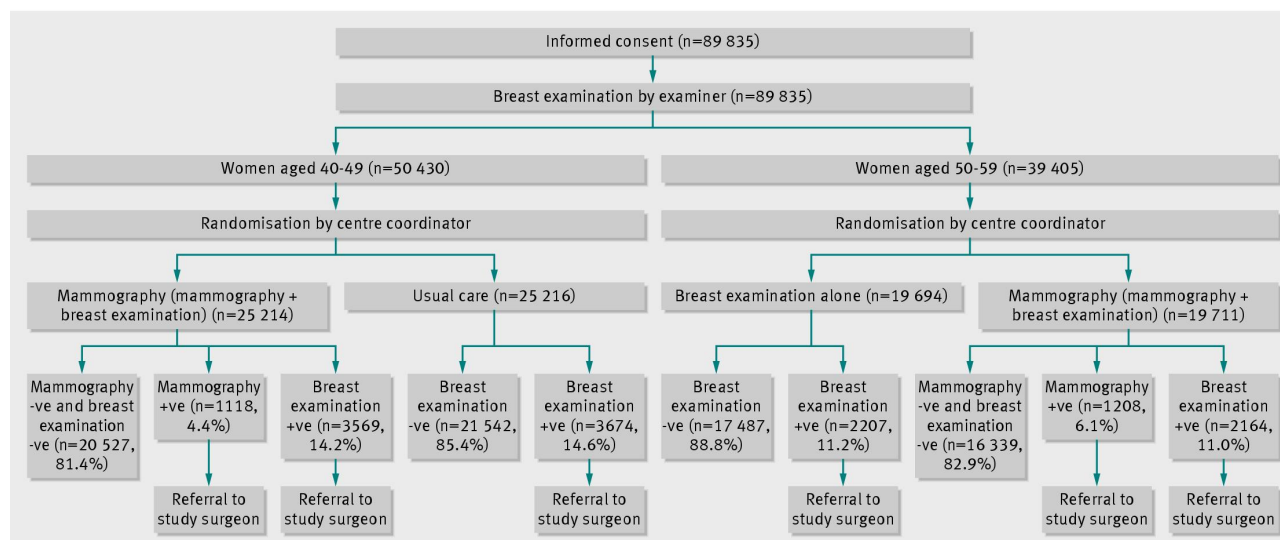 Informed consent (n=89 835)
Breast examination by examiner (n=89 835)
Women aged 40-49 (n=50 430)
Women aged 50-59 (n=39 405)
Randomisation by centre coordinator
Randomisation by centre coordinator
Mammography (mammography +
breast examination) (n=25 214)
Usual care (n=25 216)
Breast examination alone (n=19 694)
Mammography (mammography +
breast examination) (n=19 711)
Mammography
-ve and breast
examination
-ve (n=20 527,
81.4%)
Mammography
+ve (n=1118,
4.4%)
Breast
examination
+ve (n=3569,
14.2%)
Breast
examination
-ve (n=21 542,
85.4%)
Breast
examination
+ve (n=3674,
14.6%)
Breast
examination
-ve (n=17 487,
88.8%)
Breast
examination
+ve (n=2207,
11.2%)
Mammography
-ve and breast
examination
-ve (n=16 339,
82.9%)
Mammography
+ve (n=1208,
6.1%)
Breast
examination
+ve (n=2164,
11.0%)
Referral to
study surgeon
Referral to
study surgeon
Referral to
study surgeon
Referral to
study surgeon
Referral to
study surgeon
Referral to
study surgeon